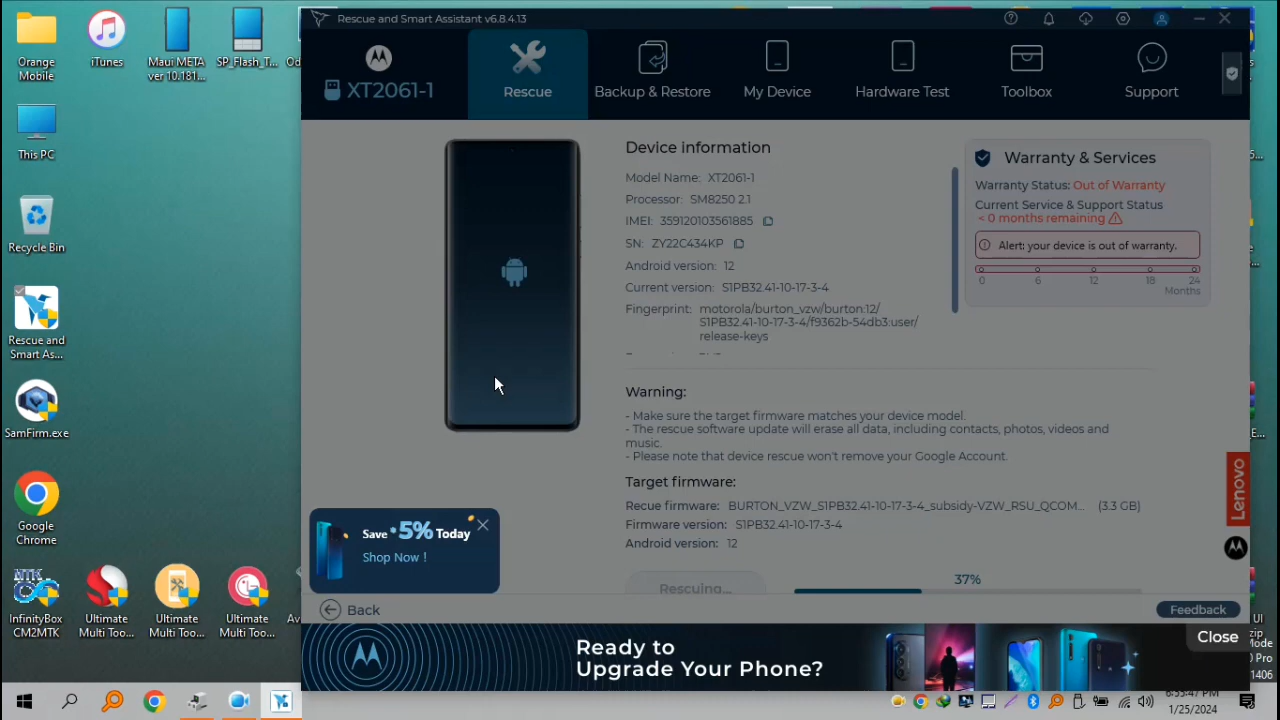 Orange
Mobile
iTunes
Maui META
ver 10.181...
SP_Flash_T...
This PC
Recycle Bin
Rescue and
Smart As...
SamFirm.exe
Google
Chrome
InfinityBox
CM2MTK
Ultimate
Multi Too...
Ultimate
Multi Too...
Ultimate
Multi Too...
Rescue and Smart Assistant v6.8.4.13
XT2061-1
Rescue
Backup & Restore
My Device
Hardware Test
Toolbox
Support
Device information
Model Name: XT2061-1
Processor: SM8250 2.1
IMEI: 359120103561885
SN: ZY22C434KP
Android version: 12
Current version: S1PB32.41-10-17-3-4
Fingerprint: motorola/burton_vzw/burton:12/
S1PB32.41-10-17-3-4/f9362b-54db3:user/
release-keys
Warranty & Services
Warranty Status: Out of Warranty
Current Service & Support Status
< 0 months remaining
Alert: your device is out of warranty.
0 6 12 18 24
Months
Warning:
- Make sure the target firmware matches your device model.
- The rescue software update will erase all data, including contacts, photos, videos and
music.
- Please note that device rescue won't remove your Google Account.
Target firmware:
Recue firmware: BURTON_VZW_S1PB32.41-10-17-3-4_subsidy-VZW_RSU_QCOM... (3.3 GB)
Firmware version: S1PB32.41-10-17-3-4
Android version: 12
Rescuing...
37%
Save *5% Today
Shop Now !
Lenovo
Back
Feedback
Ready to
Upgrade Your Phone?
Close
UI
zip
Mode
0 Pro
1406
6:55:47 PM
1/25/2024